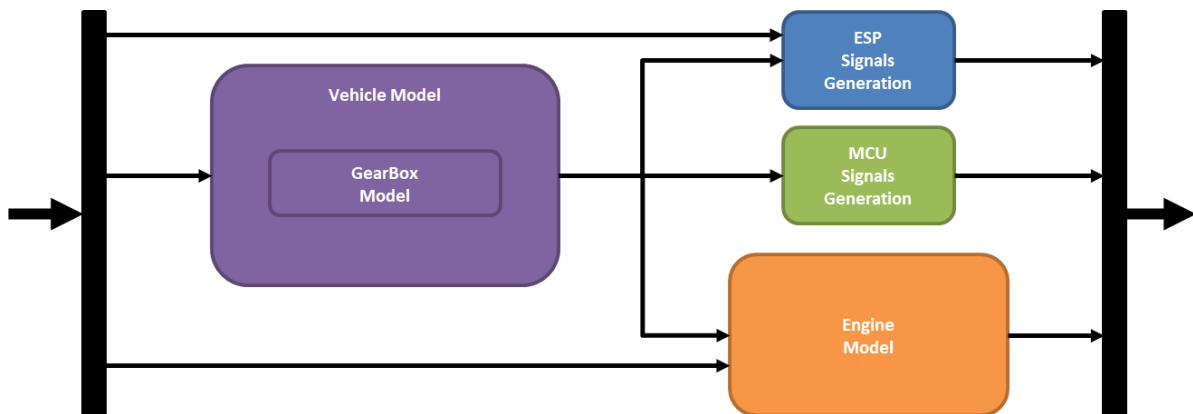 Vehicle Model
GearBox
Model
ESP
Signals
Generation
MCU
Signals
Generation
Engine
Model